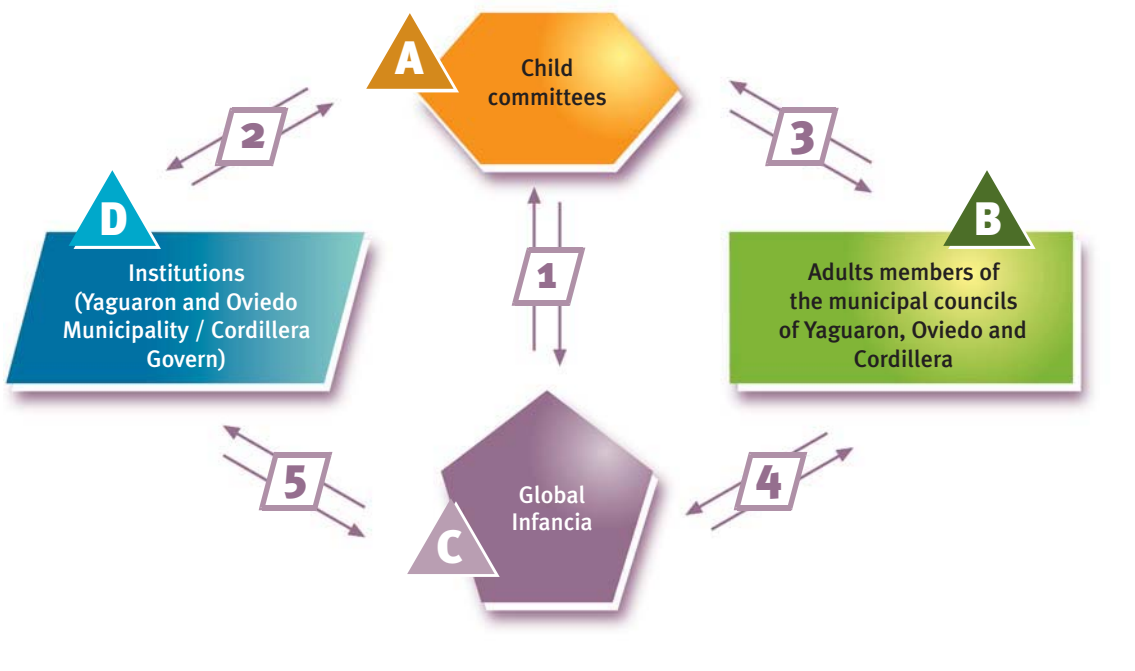 A
Child
committees
2
3
D
B
Institutions
(Yaguaron and Oviedo
Municipality / Cordillera
Govern)
1
Adults members of
the municipal councils
of Yaguaron, Oviedo and
Cordillera
5
4
Global
Infancia
C